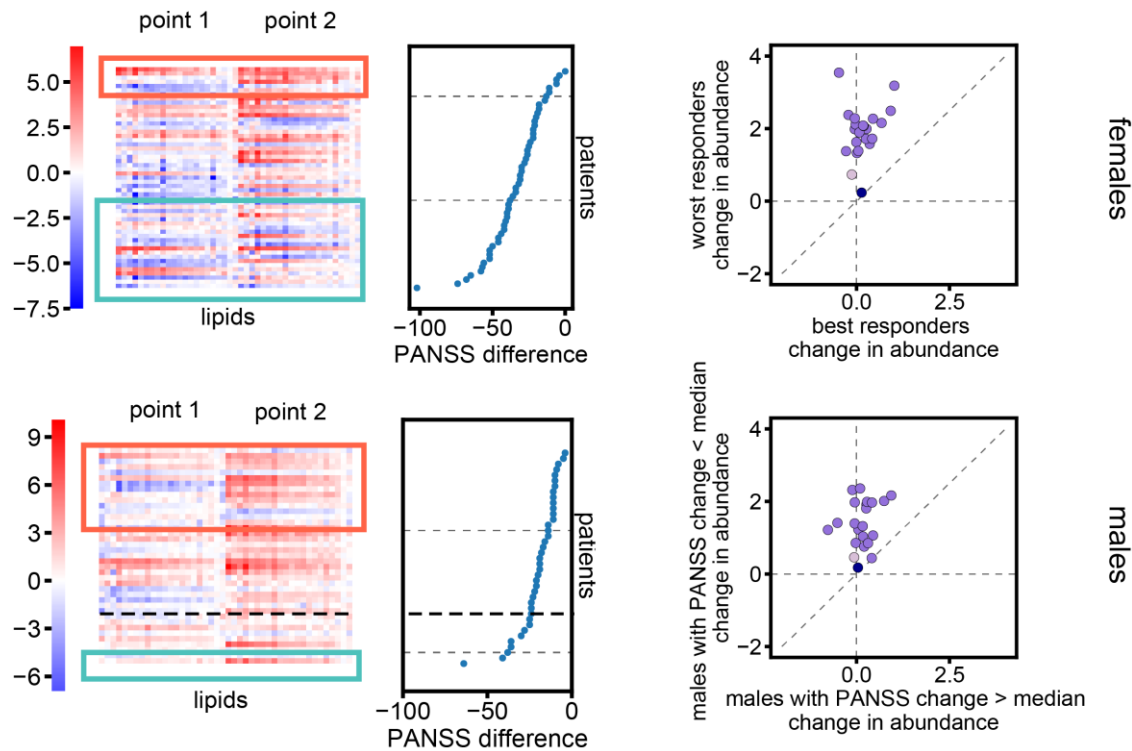 point 1 point 2
5.0
2.5
0.0
−2.5
−5.0
−7.5
lipids
patients
−100 −50 0
PANSS difference
4
2
0
−2
worst responders
change in abundance
0.0 2.5
best responders
change in abundance
females
point 1 point 2
9
6
3
0
−3
−6
lipids
patients
−100 −50 0
PANSS difference
4
2
0
−2
males with PANSS change < median
change in abundance
0.0 2.5
males with PANSS change > median
change in abundance
males